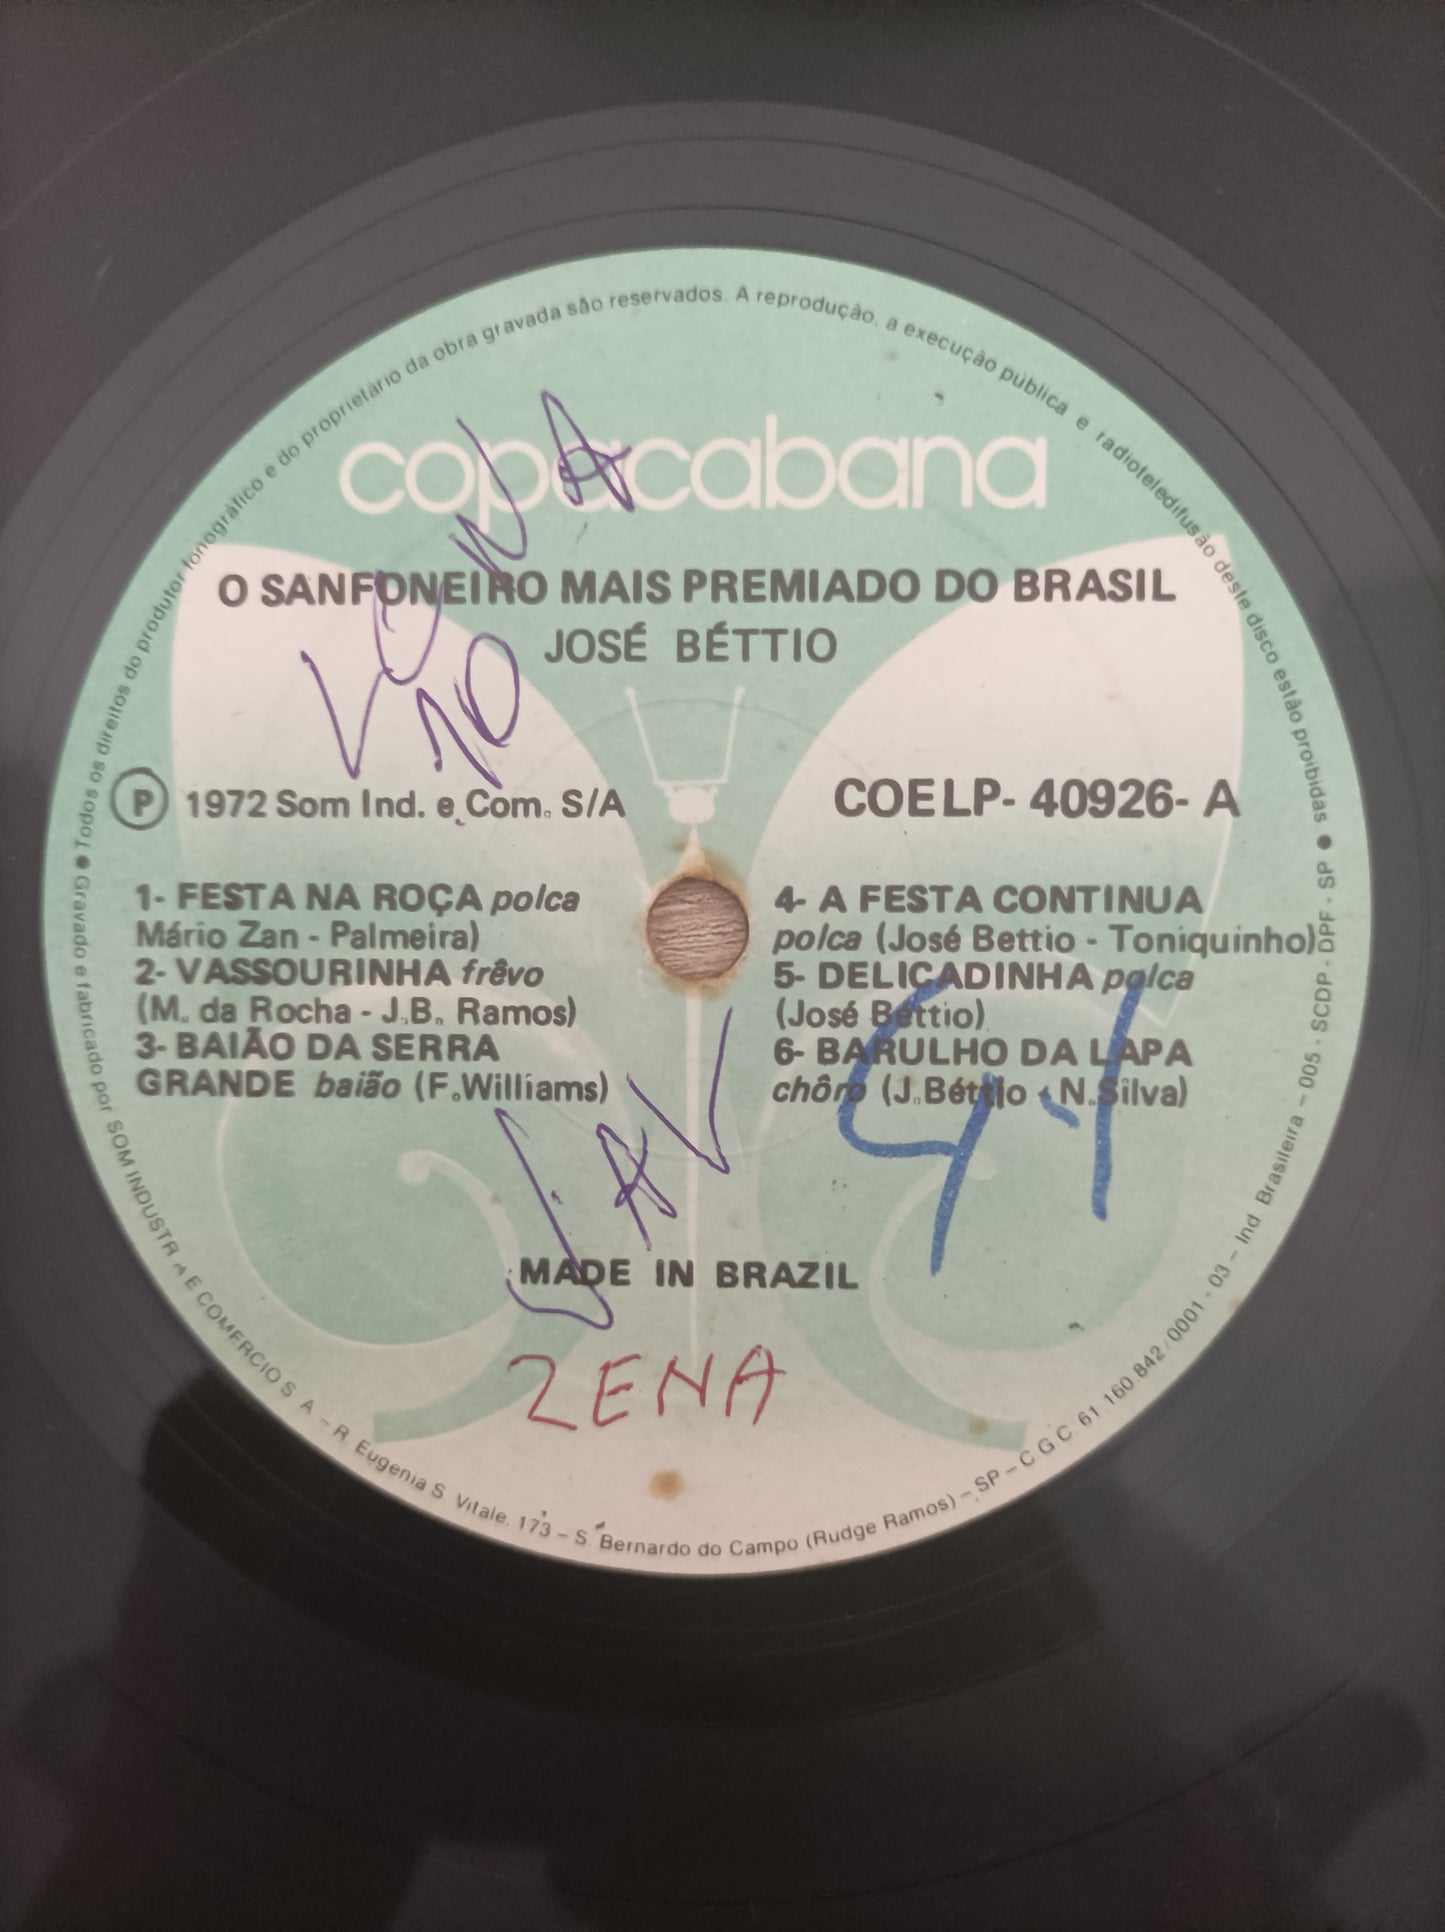 ● Todos os direitos do produtor fonográfico e do proprietário da obra gravada são reservados. A reprodução, a execução pública e radioteledifusão deste disco estão proibidas ●
copacabana
O SANFONEIRO MAIS PREMIADO DO BRASIL
JOSÉ BÉTTIO
P 1972 Som Ind. e Com. S/A
COELP- 40926- A
1- FESTA NA ROÇA polca
Mário Zan - Palmeira)
2- VASSOURINHA frêvo
(M. da Rocha - J.B. Ramos)
3- BAIÃO DA SERRA
GRANDE baião (F.Williams)
4- A FESTA CONTINUA
polca (José Bettio - Toniquinho)
5- DELICADINHA polca
(José Béttio)
6- BARULHO DA LAPA
chôro (J.Béttio - N.Silva)
MADE IN BRAZIL
ZENA
Gravado e fabricado por SOM INDUSTRIA E COMERCIO S A – R Eugenia S Vitale, 173 – S Bernardo do Campo (Rudge Ramos) – SP – C G C 61 160 842/0001 - 03 – Ind Brasileira – 005 - SCDP - DPF - SP